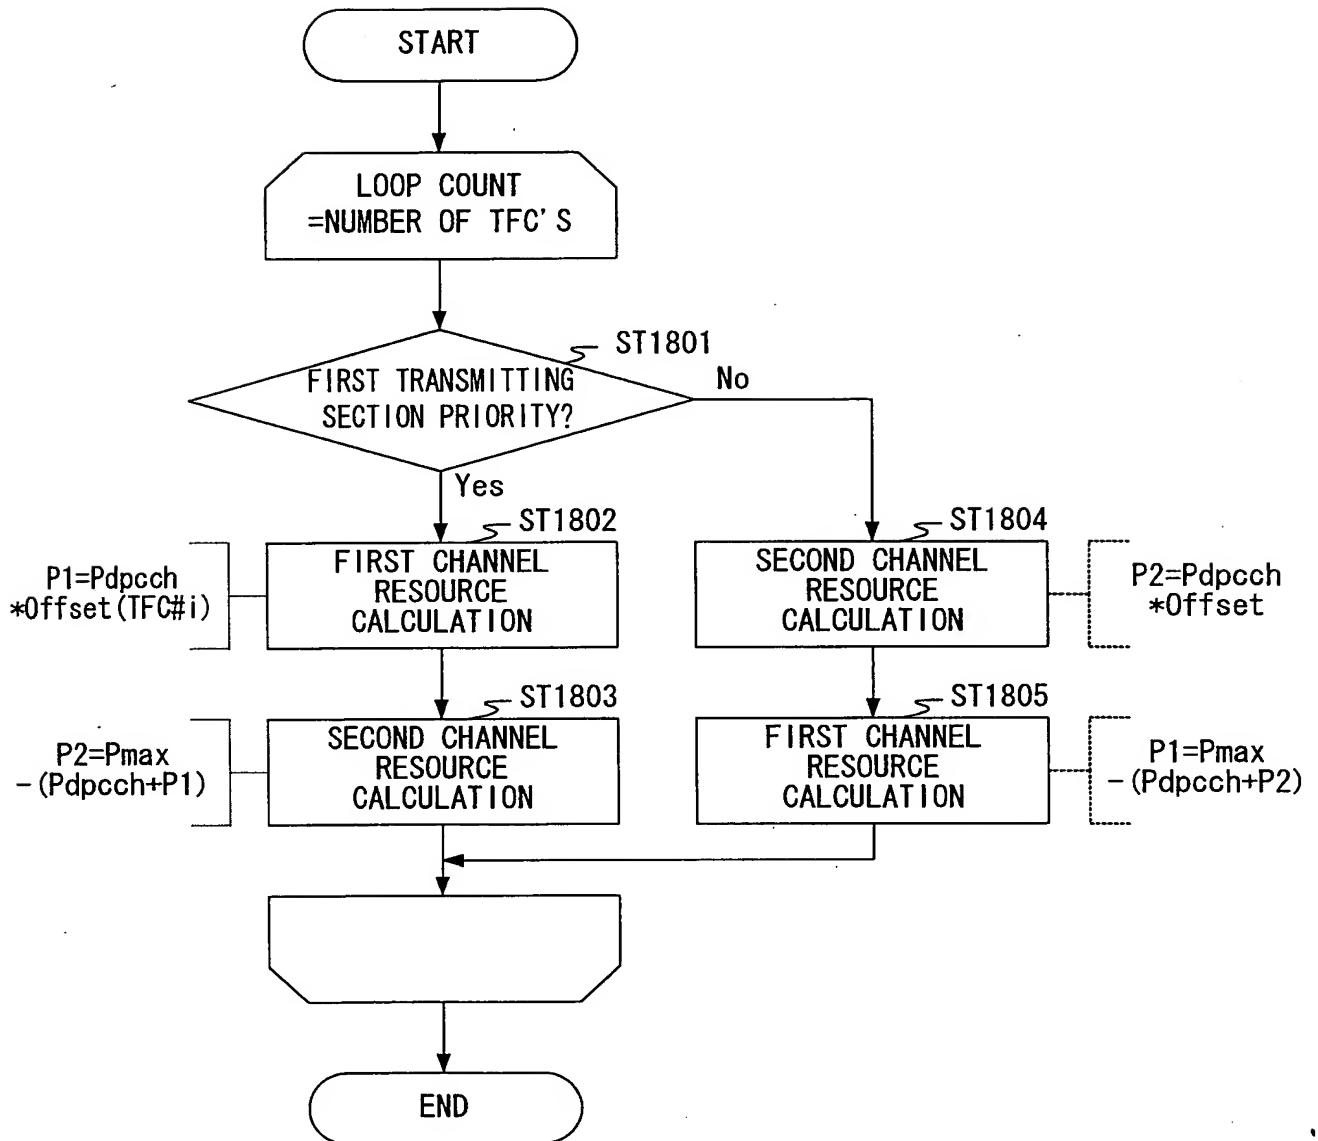 START
LOOP COUNT
=NUMBER OF TFC'S
ST1801
FIRST TRANSMITTING
SECTION PRIORITY?
No
Yes
ST1802
FIRST CHANNEL
RESOURCE
CALCULATION
P1=Pdpcch
*Offset(TFC#i)
ST1804
SECOND CHANNEL
RESOURCE
CALCULATION
P2=Pdpcch
*Offset
ST1803
SECOND CHANNEL
RESOURCE
CALCULATION
P2=Pmax
-(Pdpcch+P1)
ST1805
FIRST CHANNEL
RESOURCE
CALCULATION
P1=Pmax
-(Pdpcch+P2)
END